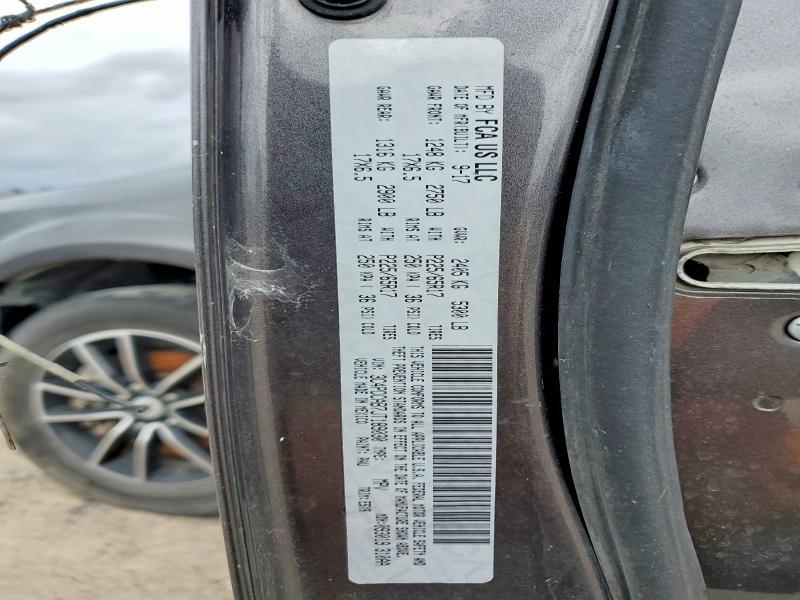 MFD BY FCA US LLC
DATE OF MFR/BUILT: 9-17 GVWR: 2405 KG 5300 LB
GAWR FRONT: 1248 KG 2750 LB WITH P225/65R17 TIRES
17X6.5 RIMS AT 250 KPA( 36 PSI) COLD
GAWR REAR: 1316 KG 2900 LB WITH P225/65R17 TIRES
17X6.5 RIMS AT 250 KPA( 36 PSI) COLD
THIS VEHICLE CONFORMS TO ALL APPLICABLE U.S.A. FEDERAL MOTOR VEHICLE SAFETY AND
THEFT PREVENTION STANDARDS IN EFFECT ON THE DATE OF MANUFACTURE SHOWN ABOVE.
VIN: TYPE: MPV
VEHICLE MADE IN MEXICO PAINT: PAU TRIM: